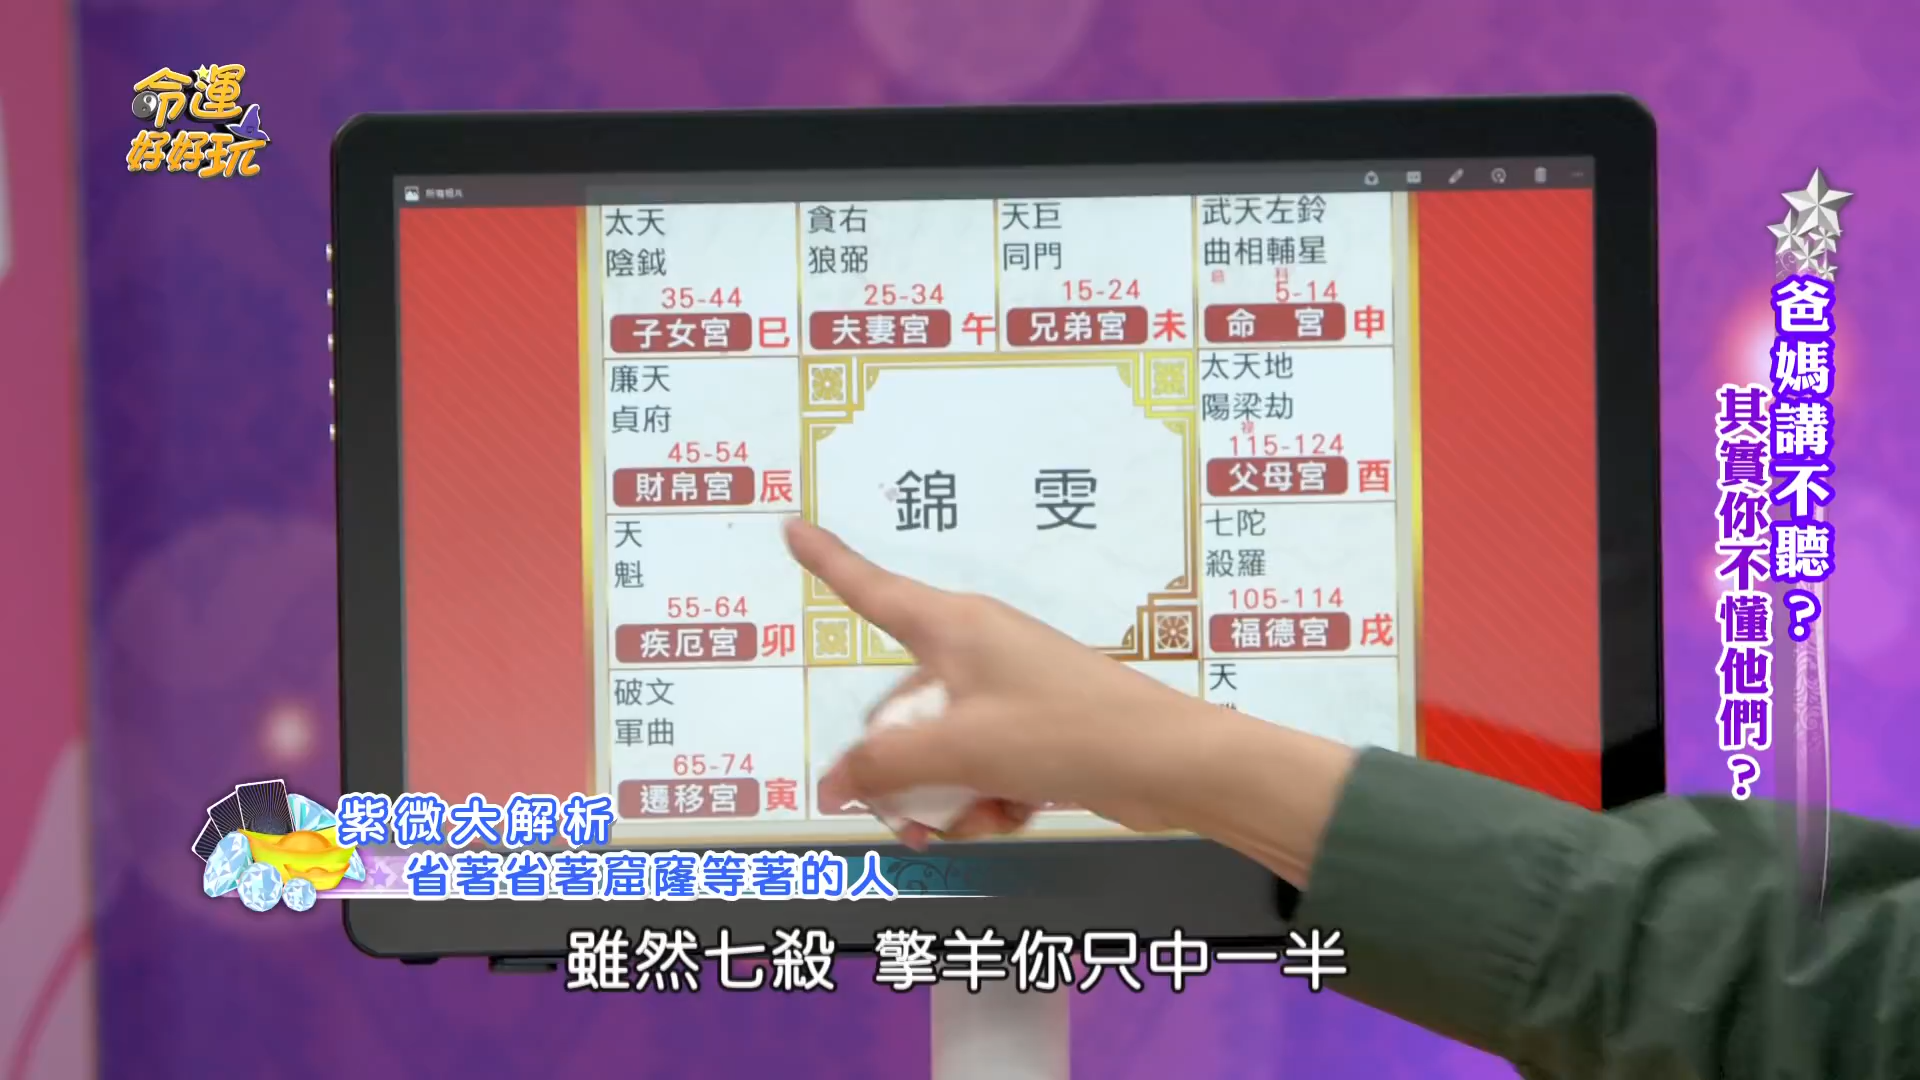 命運
好好玩
所有相片
太天
陰鉞
35-44
子女宮 巳
貪右
狼弼
25-34
夫妻宮 午
天巨
同門
15-24
兄弟宮 未
武天左鈴
曲相輔星
科
5-14
命 宮 申
廉天
貞府
45-54
財帛宮 辰
錦 雯
太天地
陽梁劫
祿
115-124
父母宮 酉
天
魁
55-64
疾厄宮 卯
七陀
殺羅
105-114
福德宮 戌
破文
軍曲
65-74
遷移宮 寅
天
爸媽講不聽？
其實你不懂他們？
紫微大解析
省著省著窟窿等著的人
雖然七殺 擎羊你只中一半